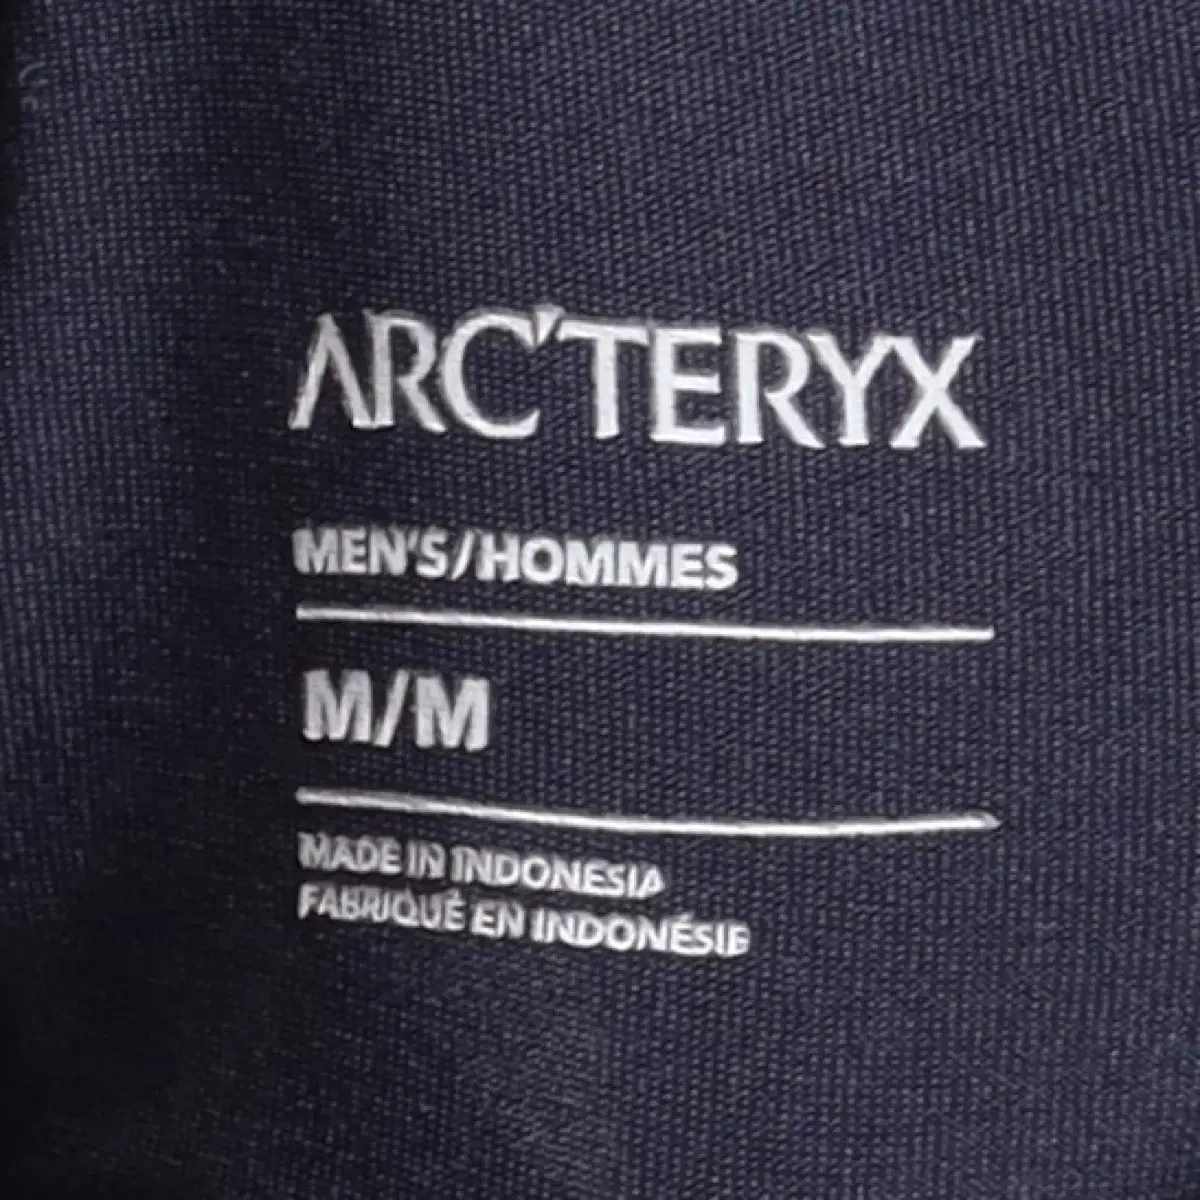 ARC'TERYX
MEN'S/HOMMES
M/M
MADE IN INDONESIA
FABRIQUÉ EN INDONÉSIE